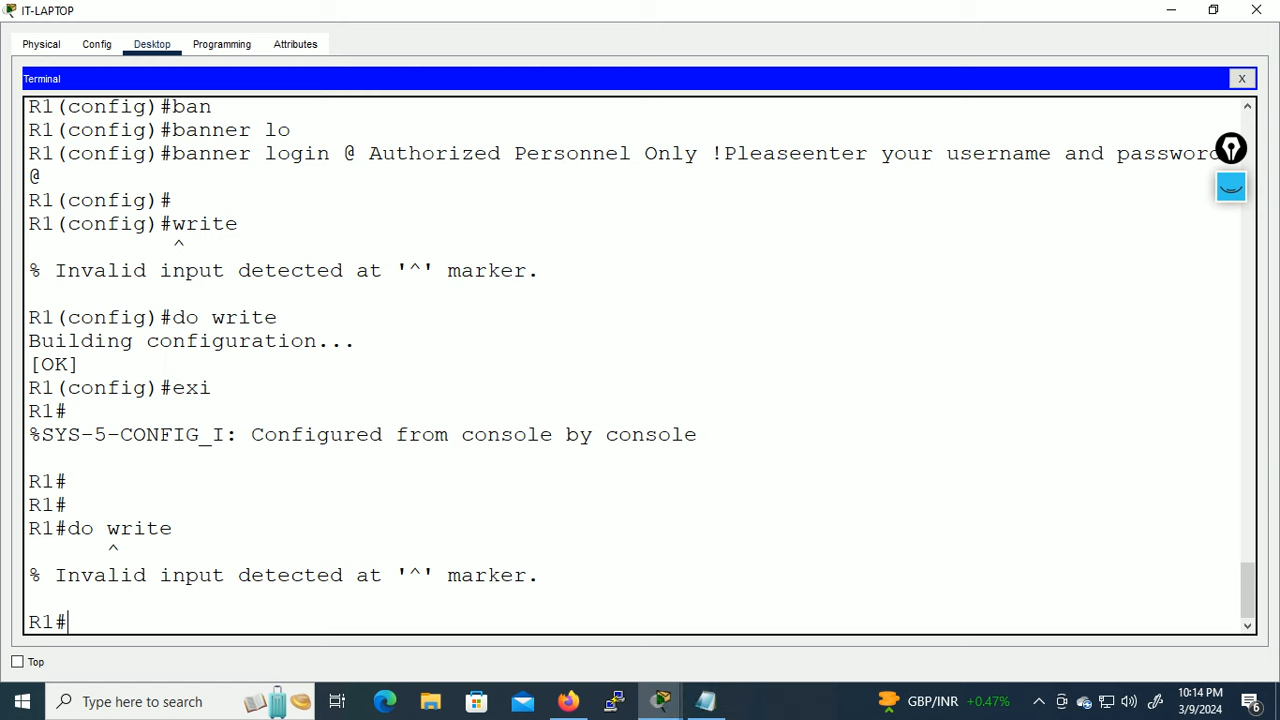 IT-LAPTOP
Physical Config Desktop Programming Attributes
Terminal X
R1(config)#ban
R1(config)#banner lo
R1(config)#banner login @ Authorized Personnel Only !Pleaseenter your username and password
@
R1(config)#
R1(config)#write
^
% Invalid input detected at '^' marker.
R1(config)#do write
Building configuration...
[OK]
R1(config)#exi
R1#
%SYS-5-CONFIG_I: Configured from console by console
R1#
R1#
R1#do write
^
% Invalid input detected at '^' marker.
R1#
Top
Type here to search GBP/INR +0.47% 10:14 PM
3/9/2024 6